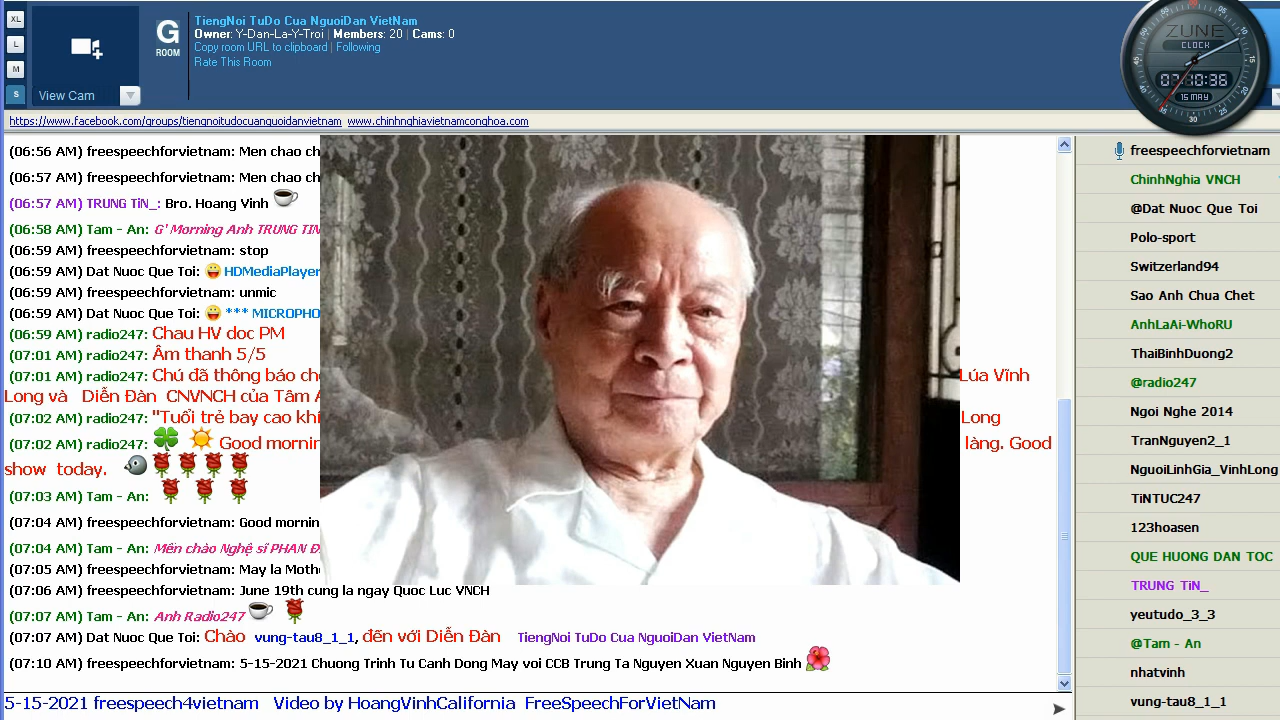 XL
L
M
S
View Cam
G
ROOM
TiengNoi TuDo Cua NguoiDan VietNam
Owner: Y-Dan-La-Y-Troi | Members: 20 | Cams: 0
Copy room URL to clipboard | Following
Rate This Room
ZUNE
CLOCK
07:10:38
15 MAY
https://www.facebook.com/groups/tiengnoitudocuanguoidanvietnam www.chinhnghiavietnamconghoa.com
(06:56 AM) freespeechforvietnam: Men chao ch
(06:57 AM) freespeechforvietnam: Men chao ch
(06:57 AM) TRUNG TiN_: Bro. Hoang Vinh
(06:58 AM) Tam - An: G' Morning Anh TRUNG TIN
(06:59 AM) freespeechforvietnam: stop
(06:59 AM) Dat Nuoc Que Toi: HDMediaPlayer
(06:59 AM) freespeechforvietnam: unmic
(06:59 AM) Dat Nuoc Que Toi: *** MICROPHO
(06:59 AM) radio247: Chau HV doc PM
(07:01 AM) radio247: Âm thanh 5/5
(07:01 AM) radio247: Chú đã thông báo ch Lúa Vĩnh
Long và Diễn Đàn CNVNCH của Tâm A
(07:02 AM) radio247: "Tuổi trẻ bay cao khí Long
(07:02 AM) radio247: Good mornin làng. Good
show today.
(07:03 AM) Tam - An:
(07:04 AM) freespeechforvietnam: Good mornin
(07:04 AM) Tam - An: Mến chào Nghệ sĩ PHAN Đ
(07:05 AM) freespeechforvietnam: May la Moth
(07:06 AM) freespeechforvietnam: June 19th cung la ngay Quoc Luc VNCH
(07:07 AM) Tam - An: Anh Radio247
(07:07 AM) Dat Nuoc Que Toi: Chào vung-tau8_1_1, đến với Diễn Đàn TiengNoi TuDo Cua NguoiDan VietNam
(07:10 AM) freespeechforvietnam: 5-15-2021 Chuong Trinh Tu Canh Dong May voi CCB Trung Ta Nguyen Xuan Nguyen Binh
5-15-2021 freespeech4vietnam Video by HoangVinhCalifornia FreeSpeechForVietNam
freespeechforvietnam
ChinhNghia VNCH
@Dat Nuoc Que Toi
Polo-sport
Switzerland94
Sao Anh Chua Chet
AnhLaAi-WhoRU
ThaiBinhDuong2
@radio247
Ngoi Nghe 2014
TranNguyen2_1
NguoiLinhGia_VinhLong
TiNTUC247
123hoasen
QUE HUONG DAN TOC
TRUNG TiN_
yeutudo_3_3
@Tam - An
nhatvinh
vung-tau8_1_1